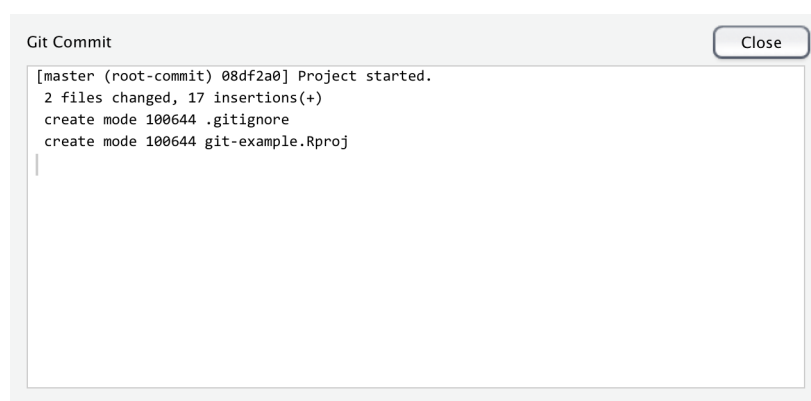 Git Commit
Close
[master (root-commit) 08df2a0] Project started.
2 files changed, 17 insertions(+)
create mode 100644 .gitignore
create mode 100644 git-example.Rproj